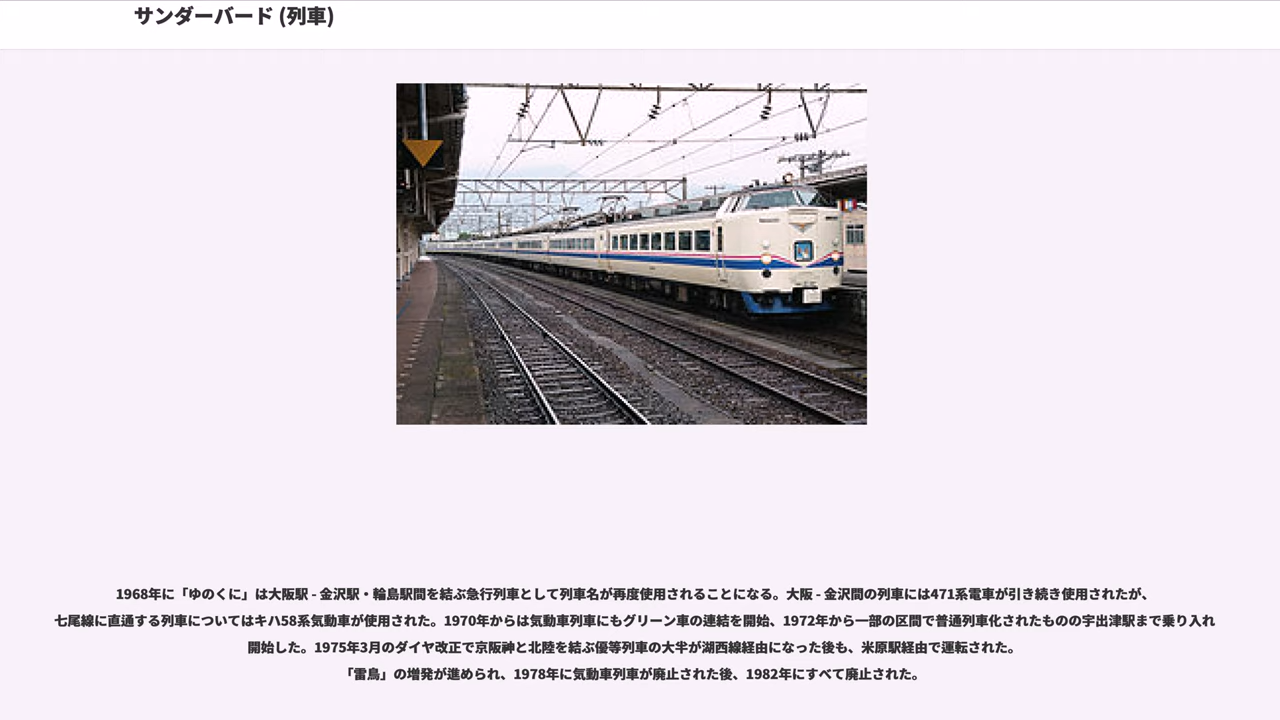 サンダーバード (列車)
1968年に「ゆのくに」は大阪駅 - 金沢駅・輪島駅間を結ぶ急行列車として列車名が再度使用されることになる。大阪 - 金沢間の列車には471系電車が引き続き使用されたが、
七尾線に直通する列車についてはキハ58系気動車が使用された。1970年からは気動車列車にもグリーン車の連結を開始、1972年から一部の区間で普通列車化されたものの宇出津駅まで乗り入れ
開始した。1975年3月のダイヤ改正で京阪神と北陸を結ぶ優等列車の大半が湖西線経由になった後も、米原駅経由で運転された。
「雷鳥」の増発が進められ、1978年に気動車列車が廃止された後、1982年にすべて廃止された。